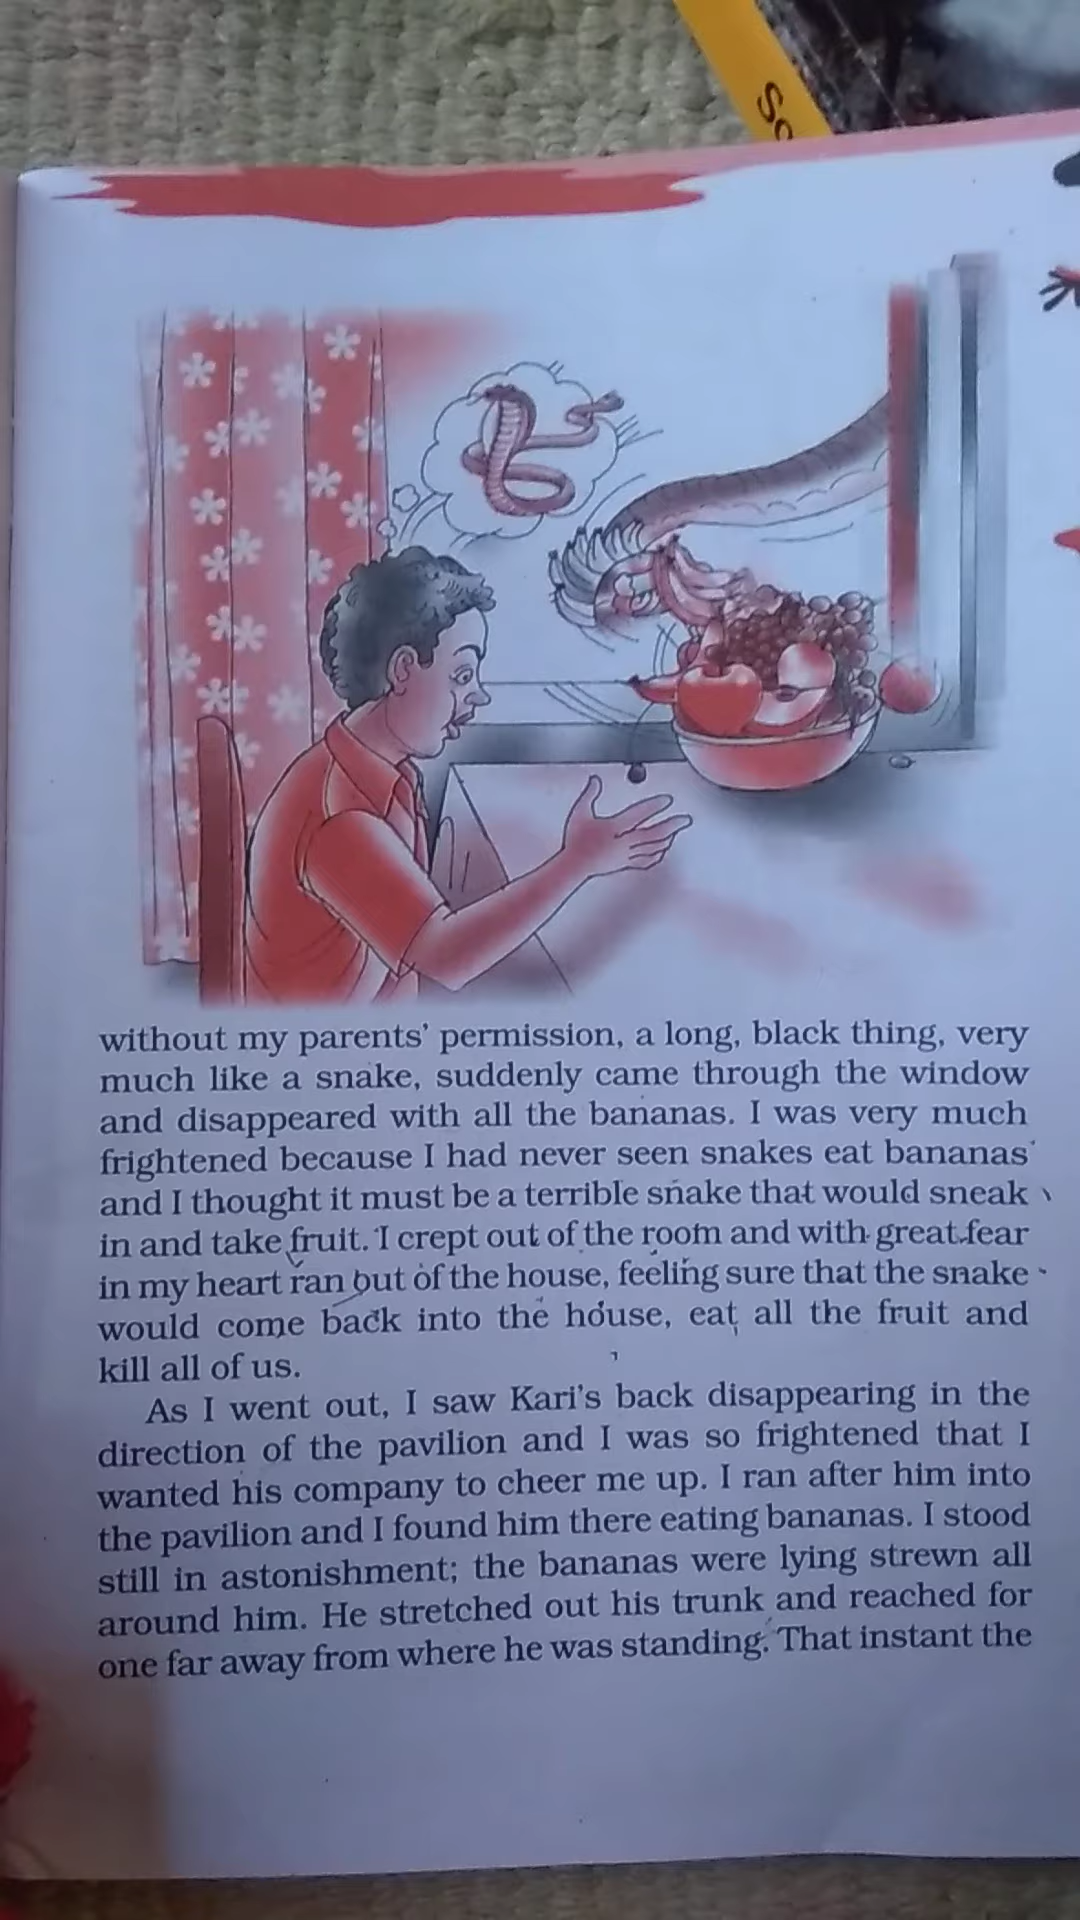 SC
without my parents' permission, a long, black thing, very
much like a snake, suddenly came through the window
and disappeared with all the bananas. I was very much
frightened because I had never seen snakes eat bananas
and I thought it must be a terrible snake that would sneak
in and take fruit. I crept out of the room and with great fear
in my heart ran out of the house, feeling sure that the snake
would come back into the house, eat all the fruit and
kill all of us.
As I went out, I saw Kari's back disappearing in the
direction of the pavilion and I was so frightened that I
wanted his company to cheer me up. I ran after him into
the pavilion and I found him there eating bananas. I stood
still in astonishment; the bananas were lying strewn all
around him. He stretched out his trunk and reached for
one far away from where he was standing. That instant the